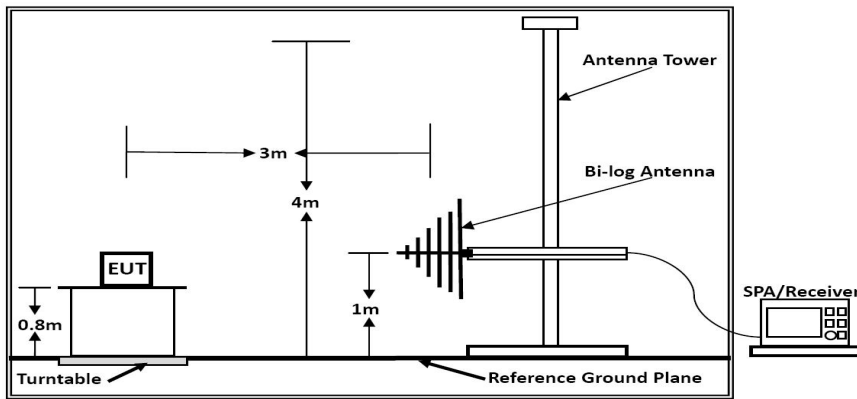 Antenna Tower
3m
Bi-log Antenna
4m
EUT
SPA/Receiver
0.8m
1m
Turntable
Reference Ground Plane